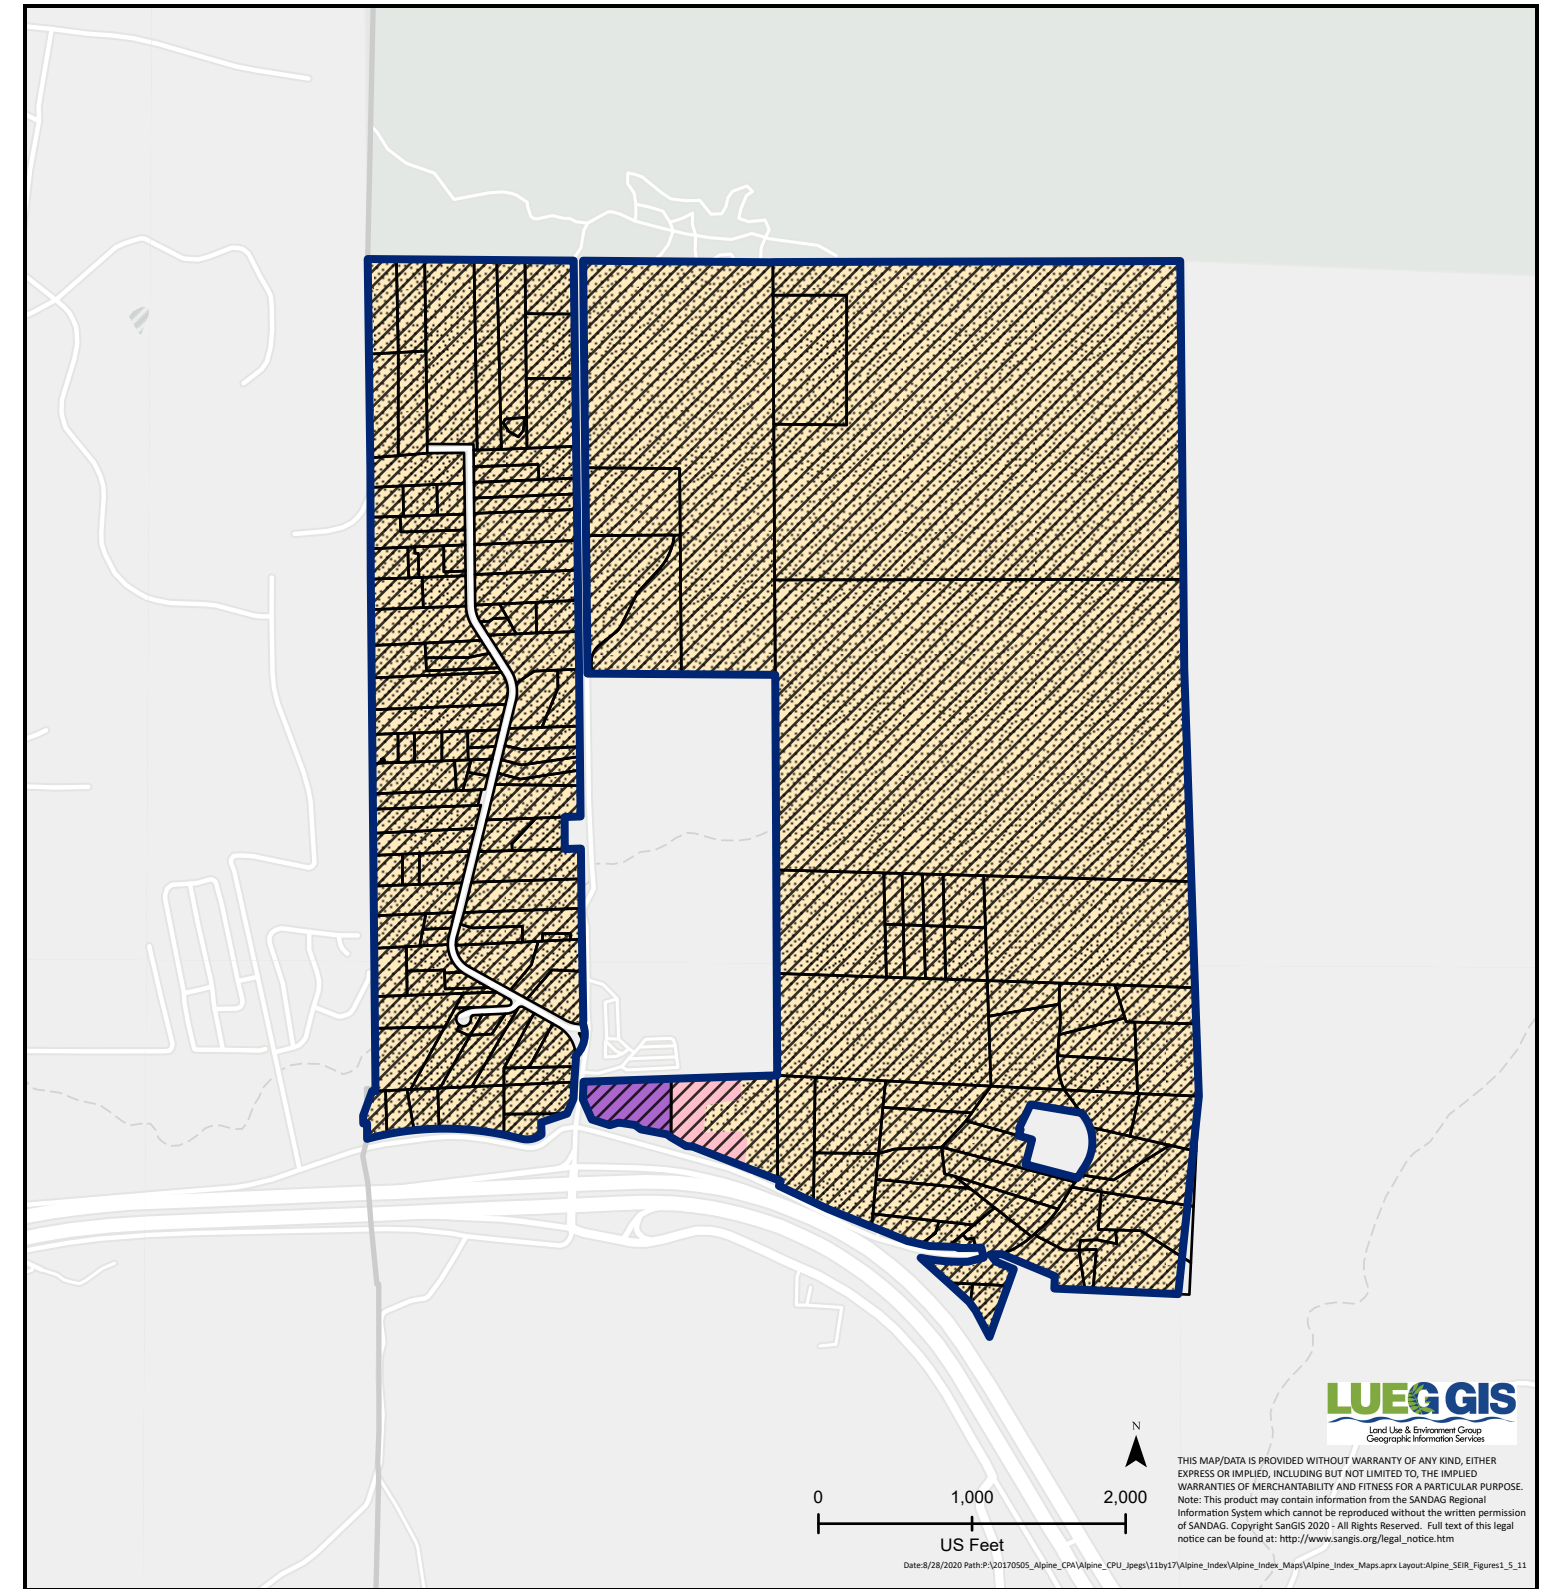 LUEG GIS
Land Use & Environment Group
Geographic Information Services
N
THIS MAP/DATA IS PROVIDED WITHOUT WARRANTY OF ANY KIND, EITHER
EXPRESS OR IMPLIED, INCLUDING BUT NOT LIMITED TO, THE IMPLIED
WARRANTIES OF MERCHANTABILITY AND FITNESS FOR A PARTICULAR PURPOSE.
Note: This product may contain information from the SANDAG Regional
Information System which cannot be reproduced without the written permission
of SANDAG. Copyright SanGIS 2020 - All Rights Reserved. Full text of this legal
notice can be found at: http://www.sangis.org/legal_notice.htm
0 1,000 2,000
US Feet
Date:8/28/2020 Path:P:\20170505_Alpine_CPA\Alpine_CPU_Jpegs\11by17\Alpine_Index\Alpine_Index_Maps\Alpine_Index_Maps.aprx Layout:Alpine_SEIR_Figures1_5_11